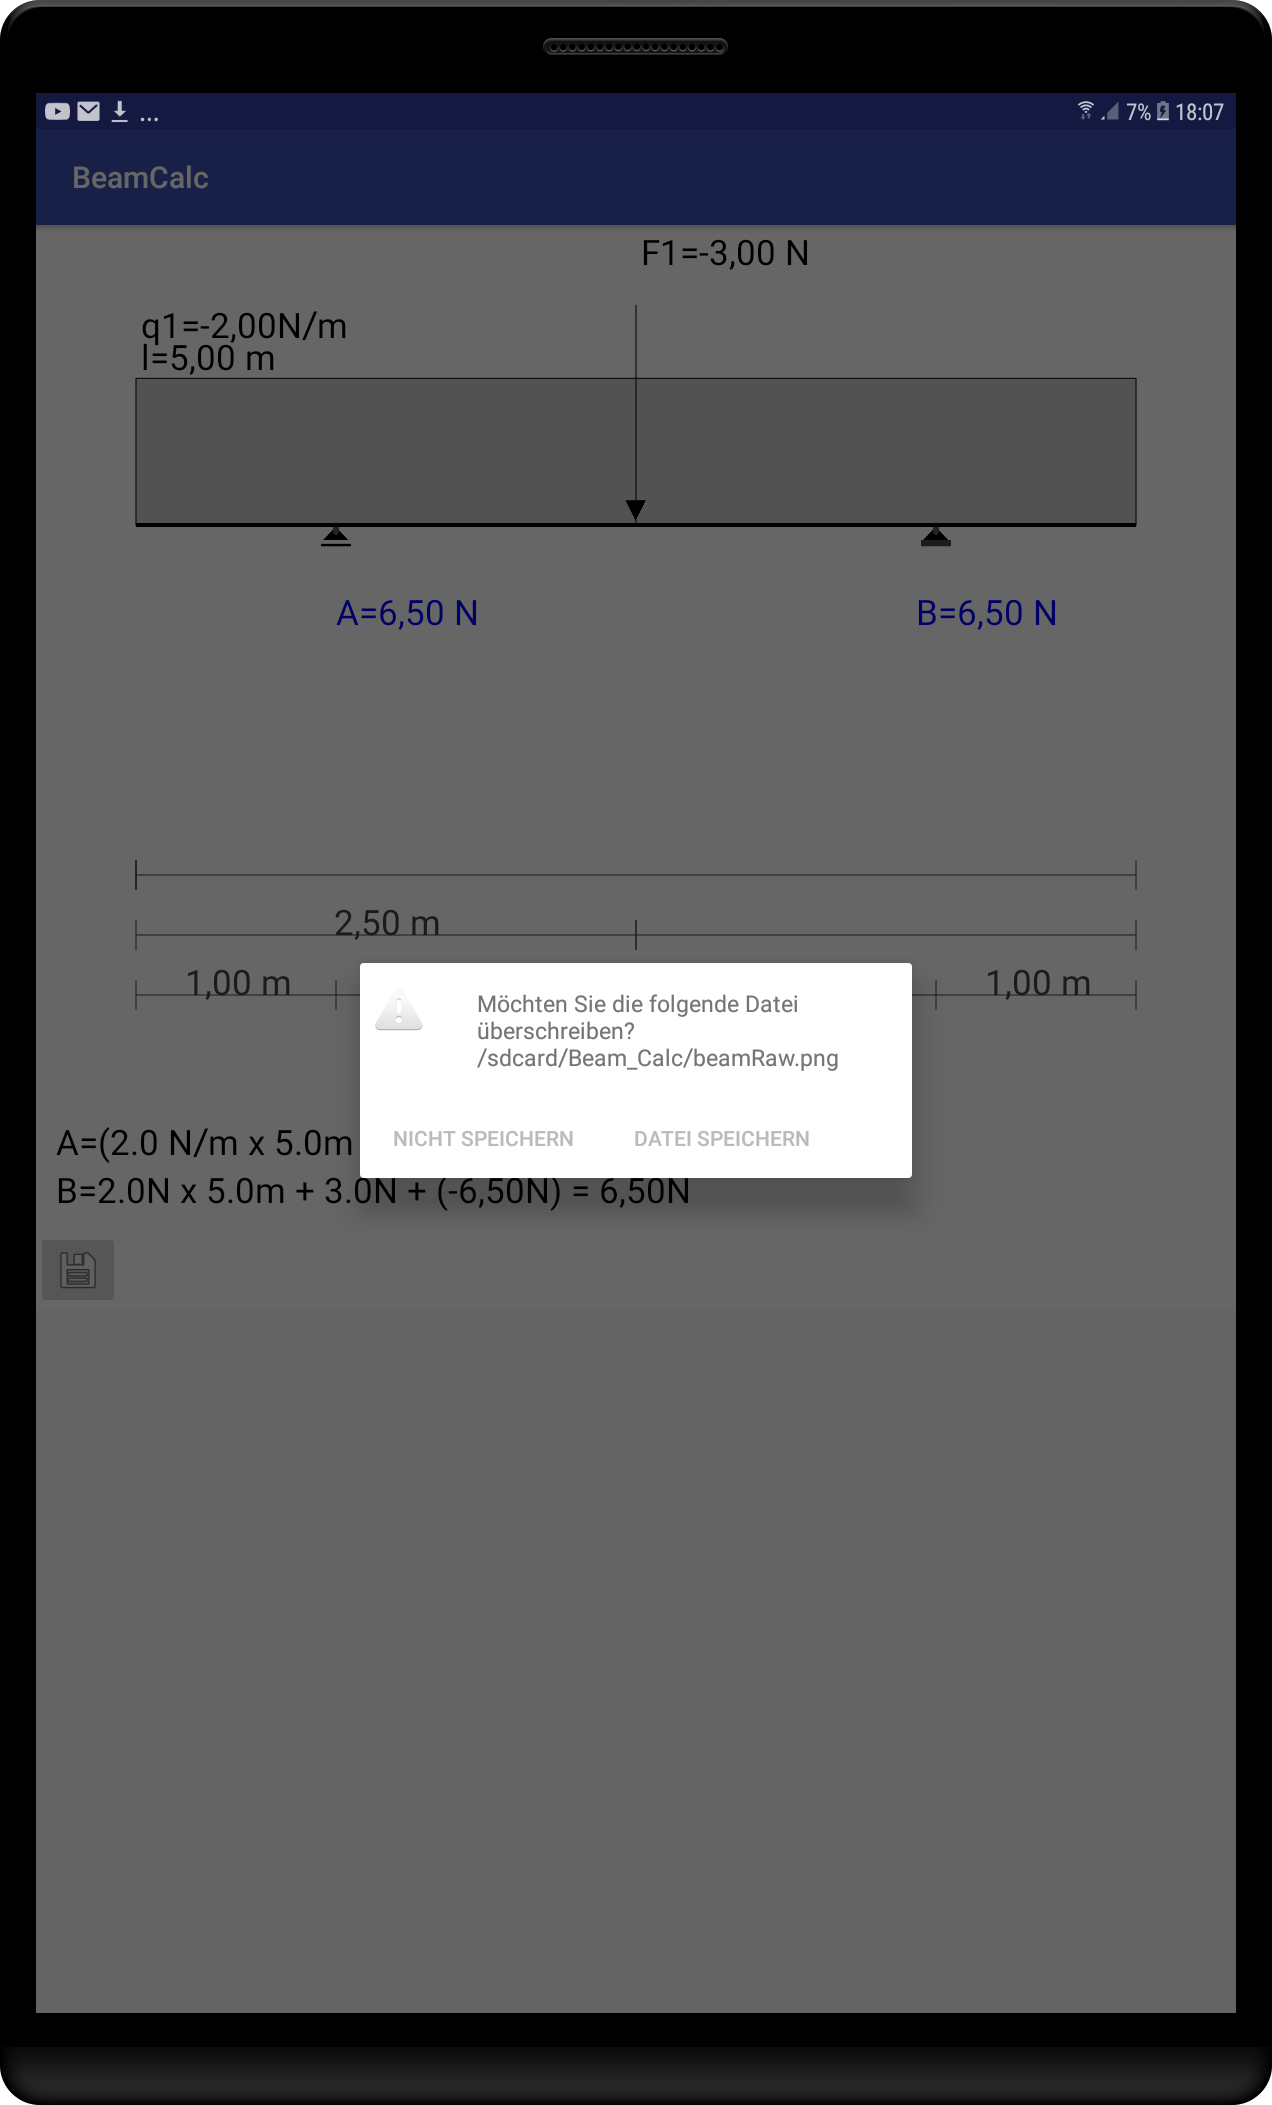 ... 7% 18:07
BeamCalc
F1=-3,00 N
q1=-2,00N/m
l=5,00 m
A=6,50 N B=6,50 N
2,50 m
1,00 m 1,00 m
Möchten Sie die folgende Datei
überschreiben?
/sdcard/Beam_Calc/beamRaw.png
NICHT SPEICHERN DATEI SPEICHERN
A=(2.0 N/m x 5.0m
B=2.0N x 5.0m + 3.0N + (-6,50N) = 6,50N